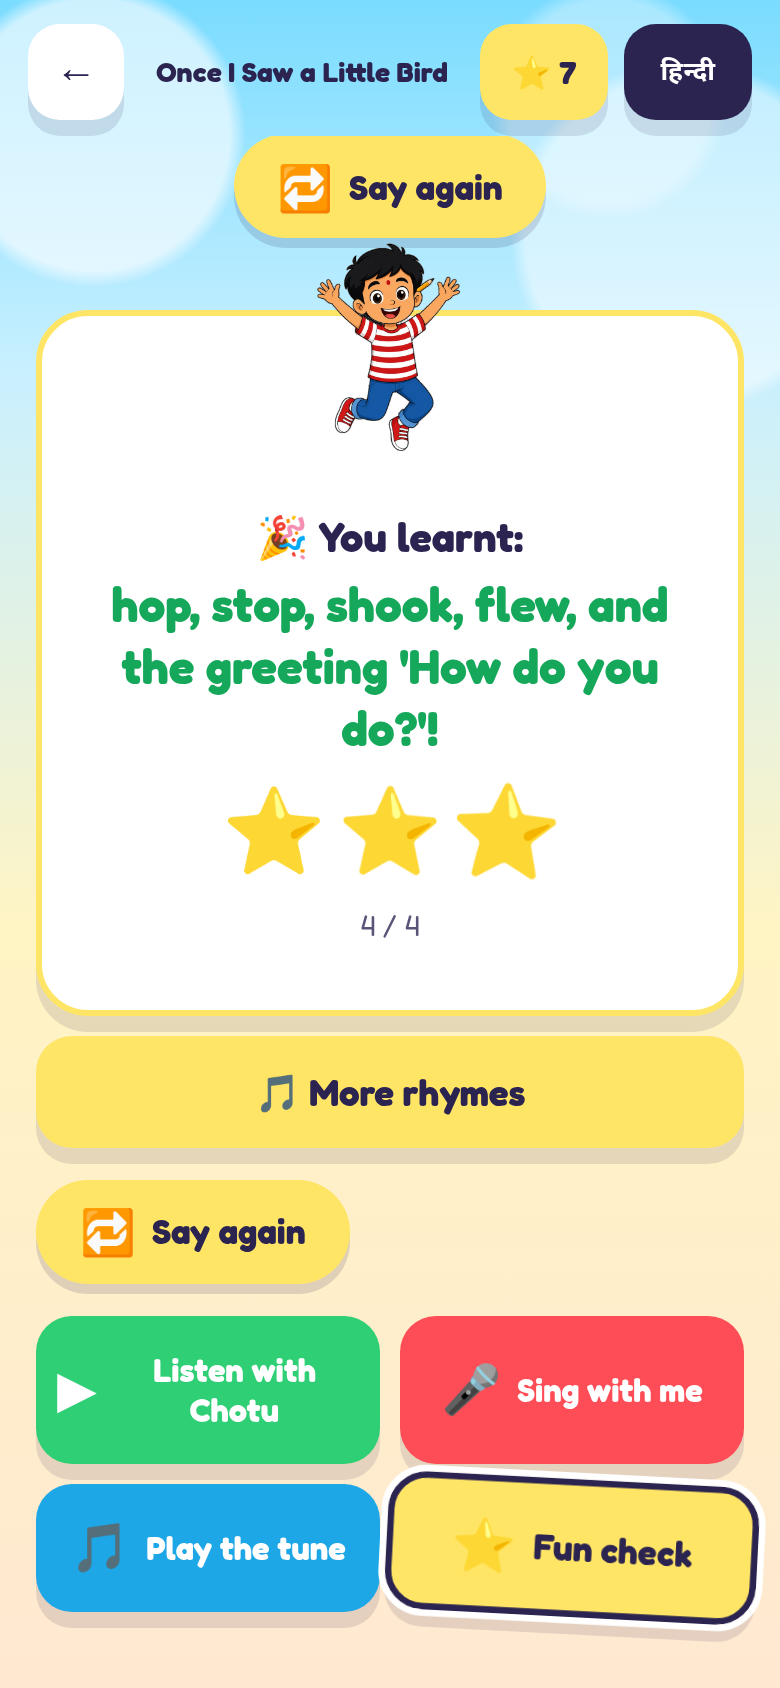 ←
Once I Saw a Little Bird
⭐ 7
हिन्दी
🔁 Say again
🎉 You learnt:
hop, stop, shook, flew, and
the greeting 'How do you
do?'!
4 / 4
🎵 More rhymes
🔁 Say again
▶ Listen with
Chotu
🎤 Sing with me
🎵 Play the tune
⭐ Fun check